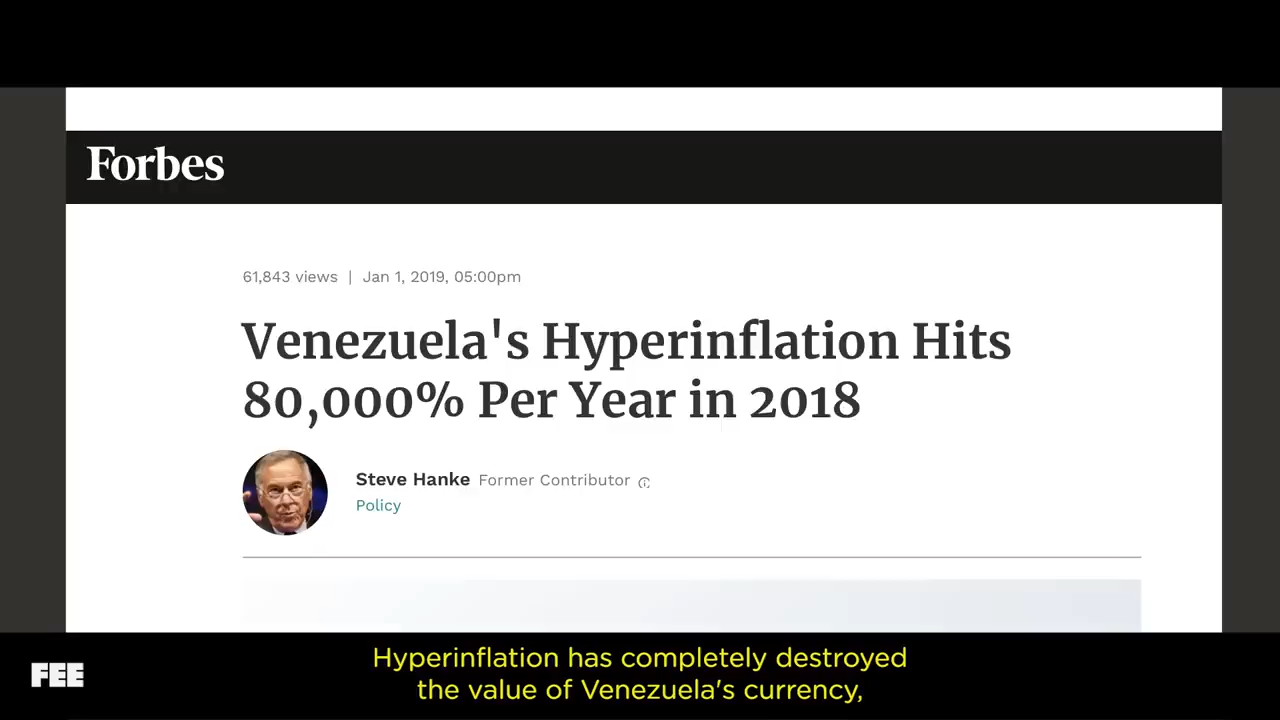 Forbes
61,843 views | Jan 1, 2019, 05:00pm
Venezuela's Hyperinflation Hits
80,000% Per Year in 2018
Steve Hanke Former Contributor
Policy
FEE
Hyperinflation has completely destroyed
the value of Venezuela's currency,